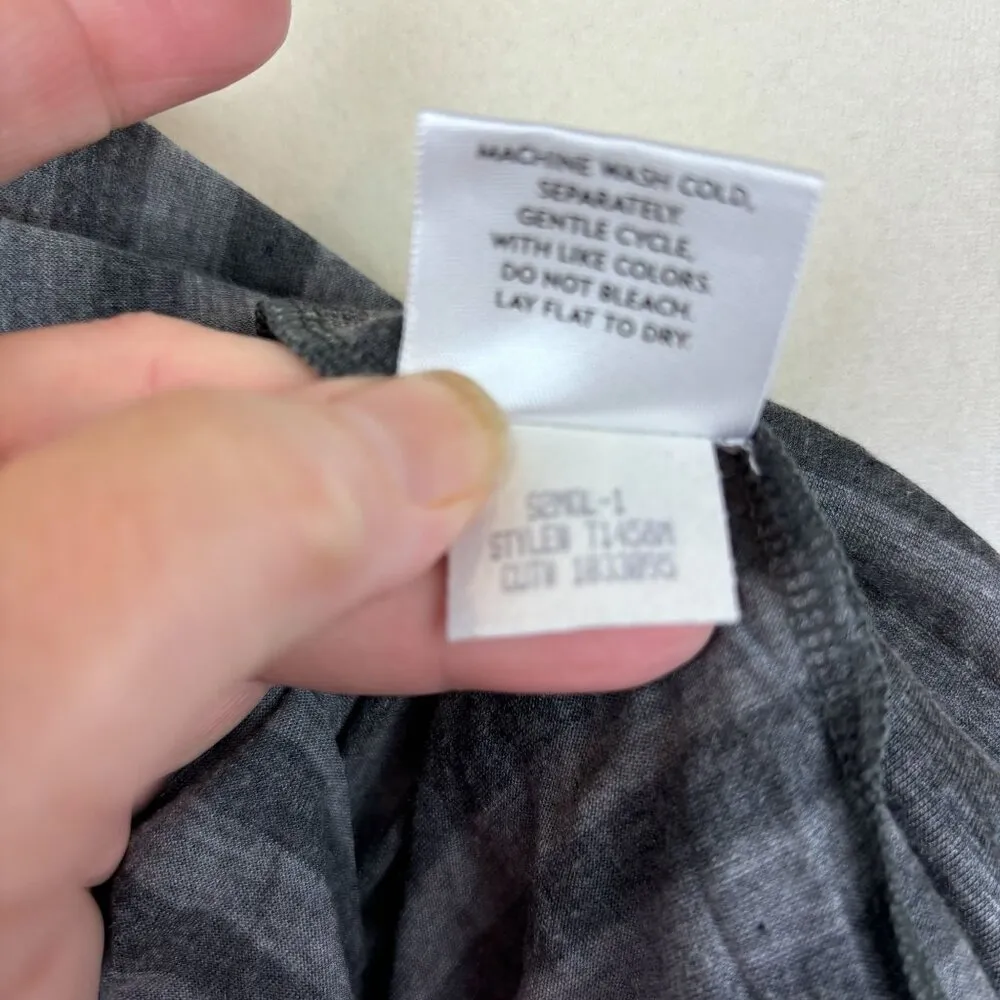 MACHINE WASH COLD,
SEPARATELY.
GENTLE CYCLE,
WITH LIKE COLORS.
DO NOT BLEACH.
LAY FLAT TO DRY.